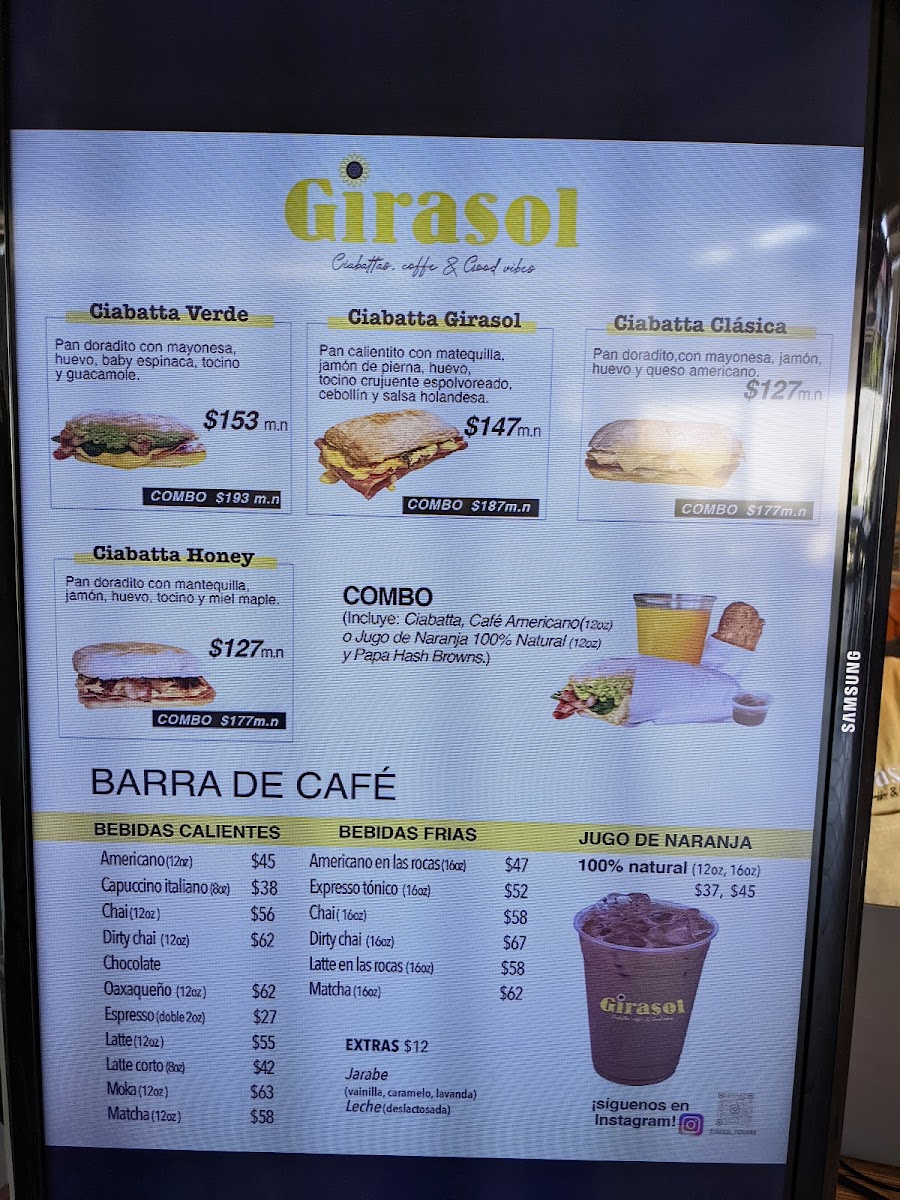 Girasol
Ciabattas, coffe & Good vibes
Ciabatta Verde
Pan doradito con mayonesa,
huevo, baby espinaca, tocino
y guacamole.
$153 m.n
COMBO $193 m.n
Ciabatta Girasol
Pan calientito con matequilla,
jamón de pierna, huevo,
tocino crujuente espolvoreado,
cebollín y salsa holandesa.
$147m.n
COMBO $187m.n
Ciabatta Clásica
Pan doradito,con mayonesa, jamón,
huevo y queso americano.
$127m.n
COMBO $177m.n
Ciabatta Honey
Pan doradito con mantequilla,
jamón, huevo, tocino y miel maple.
$127m.n
COMBO $177m.n
COMBO
(Incluye: Ciabatta, Café Americano(12oz)
o Jugo de Naranja 100% Natural (12oz)
y Papa Hash Browns.)
SAMSUNG
BARRA DE CAFÉ
BEBIDAS CALIENTES
Americano(12oz) $45
Capuccino italiano(8oz) $38
Chai(12oz) $56
Dirty chai (12oz) $62
Chocolate
Oaxaqueño (12oz) $62
Espresso(doble 2oz) $27
Latte(12oz) $55
Latte corto (8oz) $42
Moka(12oz) $63
Matcha(12oz) $58
BEBIDAS FRIAS
Americano en las rocas(16oz) $47
Expresso tónico (16oz) $52
Chai(16oz) $58
Dirty chai (16oz) $67
Latte en las rocas (16oz) $58
Matcha(16oz) $62
EXTRAS $12
Jarabe
(vainilla, caramelo, lavanda)
Leche(deslactosada)
JUGO DE NARANJA
100% natural (12oz, 16oz)
$37, $45
Girasol
¡síguenos en
Instagram!